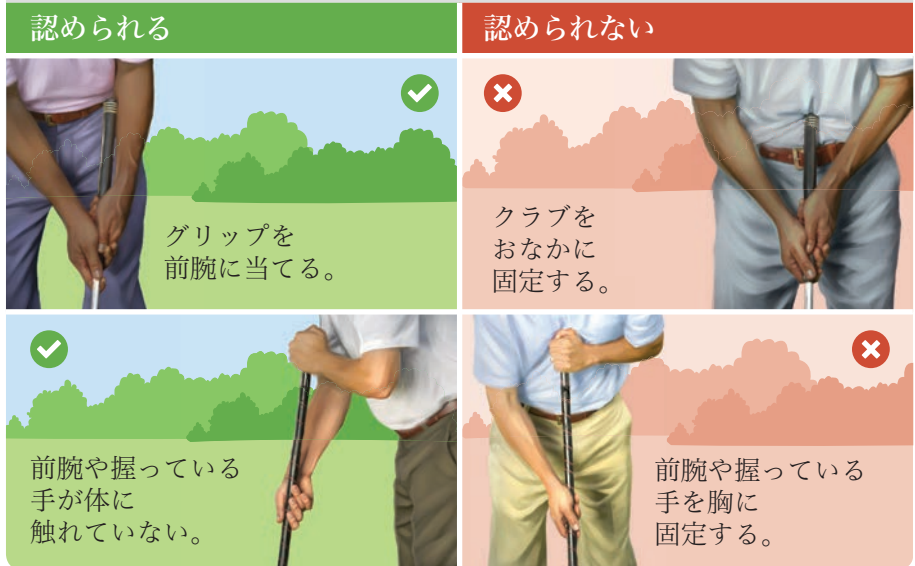 認められる
認められない
グリップを
前腕に当てる。
クラブを
おなかに
固定する。
前腕や握っている
手が体に
触れていない。
前腕や握っている
手を胸に
固定する。